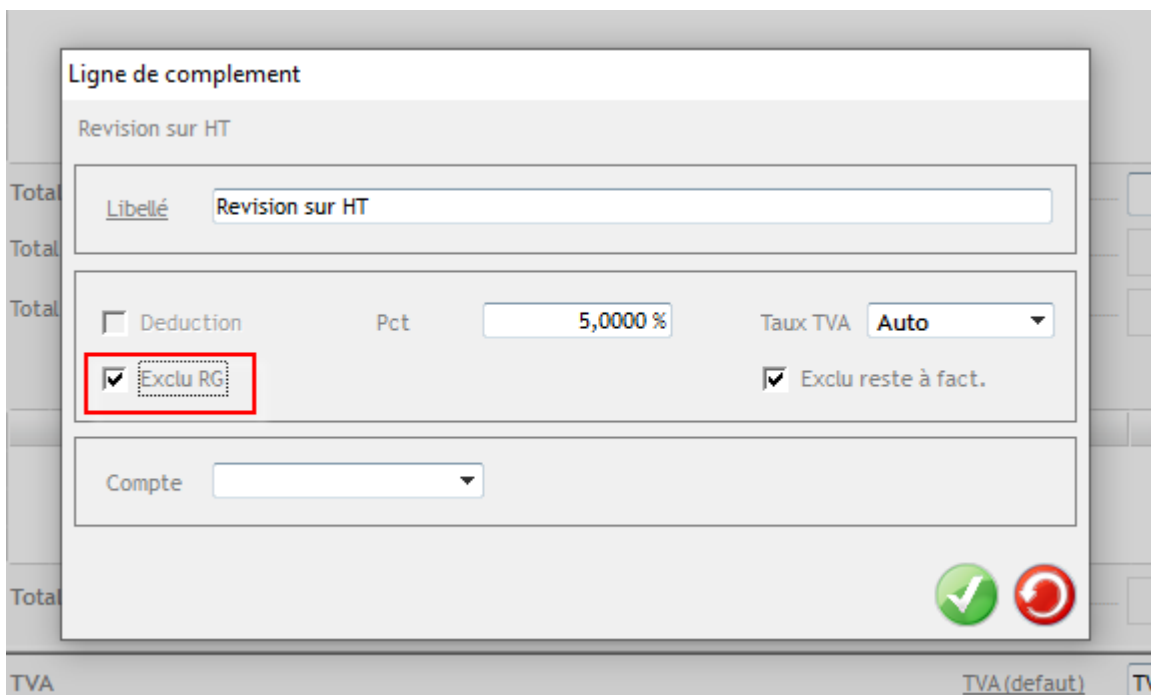 Ligne de complement
Revision sur HT
Total
Libellé Revision sur HT
Total
Total
Deduction Pct 5,0000 % Taux TVA Auto
Exclu RG Exclu reste à fact.
Compte
Total
TVA TVA (defaut)